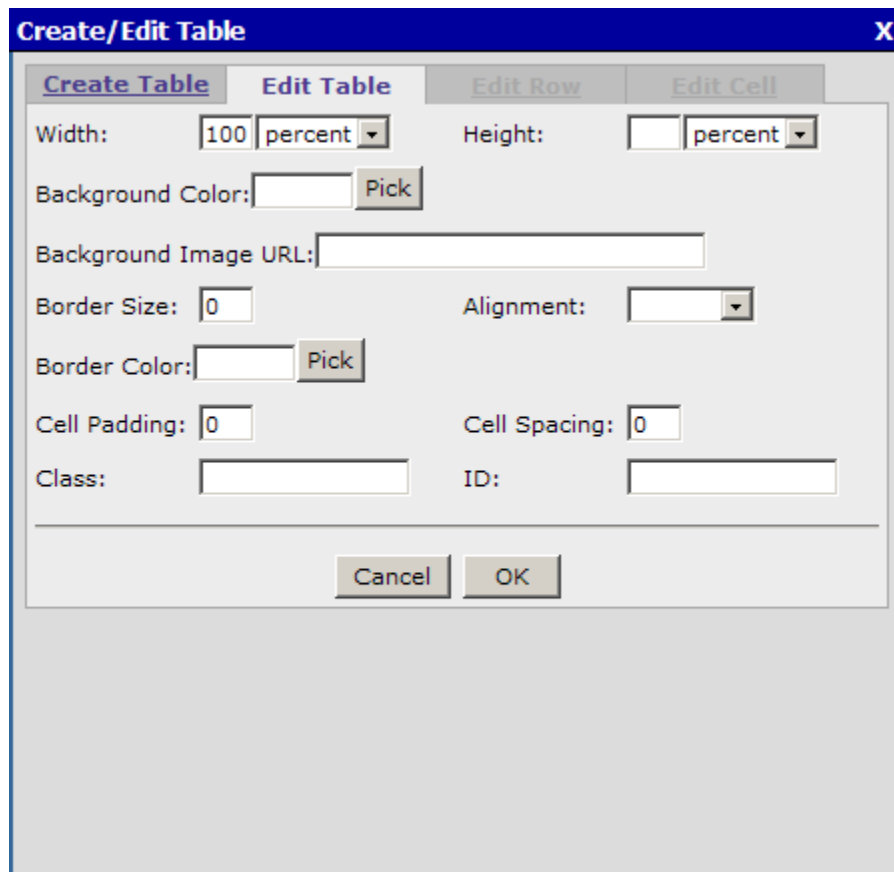 Create/Edit Table X
Create Table Edit Table Edit Row Edit Cell
Width: 100 percent Height: percent
Background Color: Pick
Background Image URL:
Border Size: 0 Alignment:
Border Color: Pick
Cell Padding: 0 Cell Spacing: 0
Class: ID:
Cancel OK